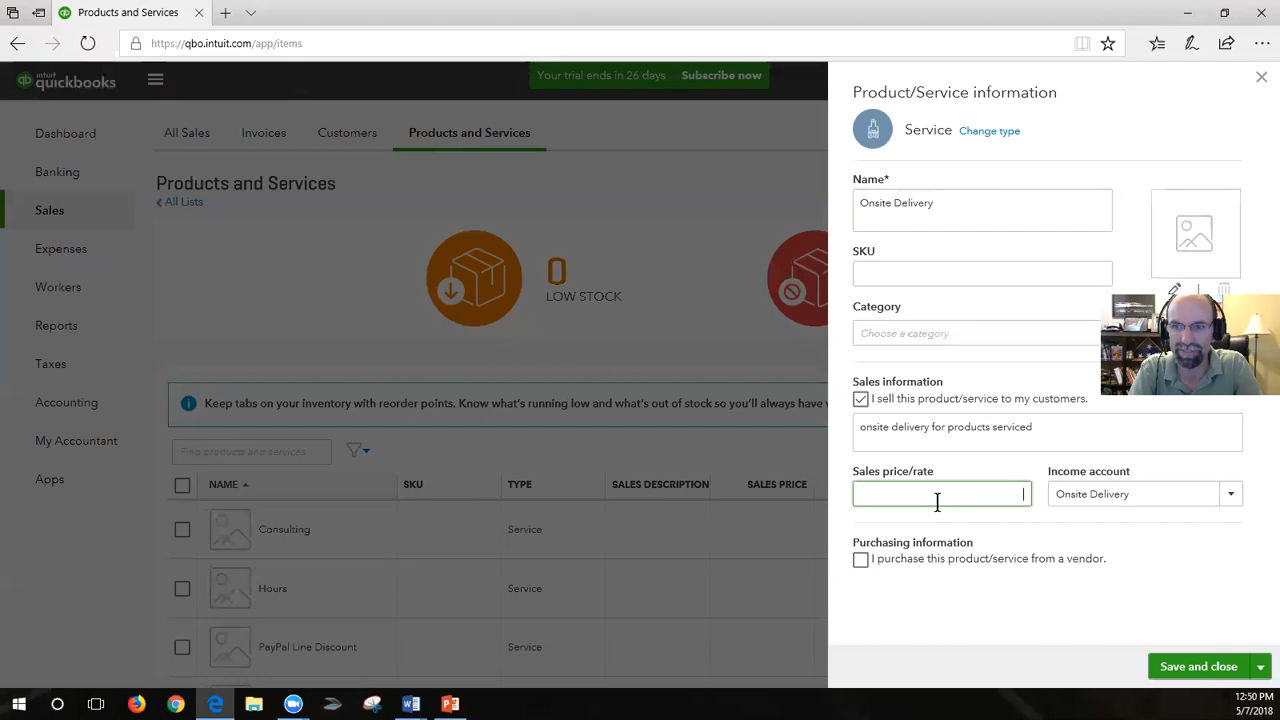 Products and Services
https://qbo.intuit.com/app/items
qb intuit quickbooks
Your trial ends in 26 days Subscribe now
Dashboard
Banking
Sales
Expenses
Workers
Reports
Taxes
Accounting
My Accountant
Apps
All Sales Invoices Customers Products and Services
Products and Services
All Lists
0
LOW STOCK
Keep tabs on your inventory with reorder points. Know what's running low and what's out of stock so you'll always have
Find products and services
NAME SKU TYPE SALES DESCRIPTION SALES PRICE
Consulting Service
Hours Service
PayPal Line Discount Service
Product/Service information
Service Change type
Name*
Onsite Delivery
SKU
Category
Choose a category
Sales information
I sell this product/service to my customers.
onsite delivery for products serviced
Sales price/rate Income account
Onsite Delivery
Purchasing information
I purchase this product/service from a vendor.
Save and close
12:50 PM
5/7/2018